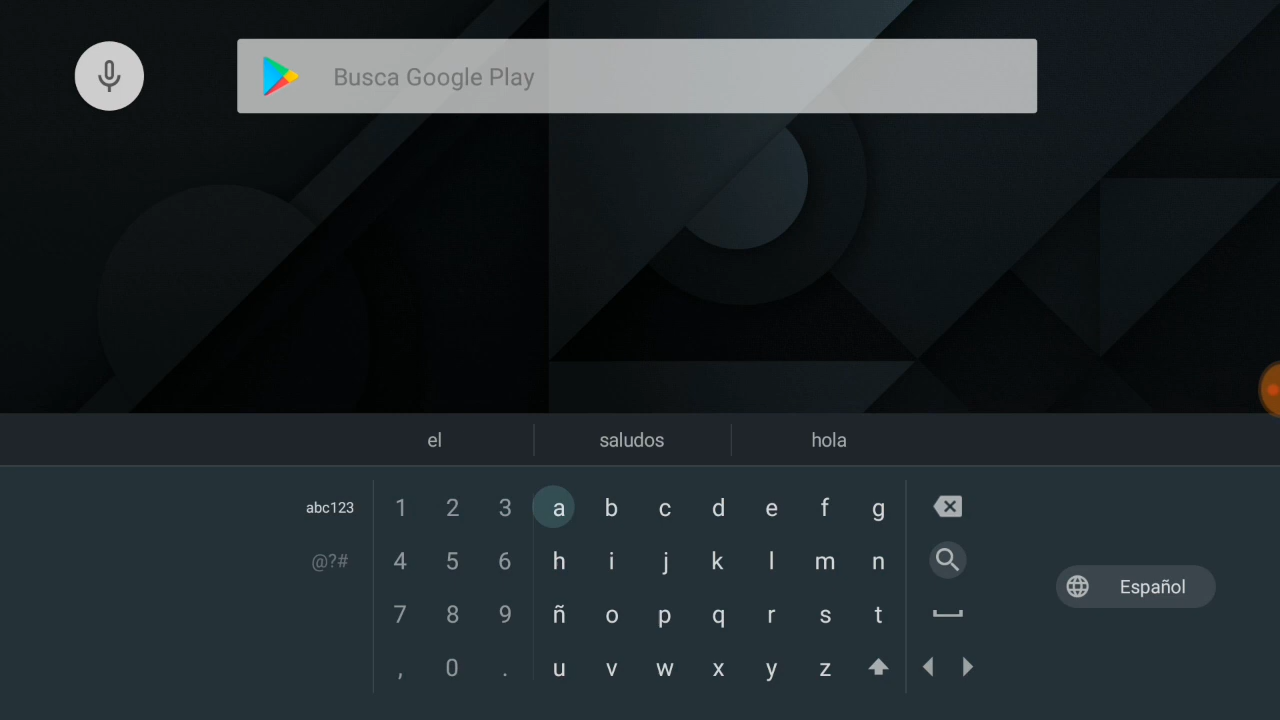 Busca Google Play
el saludos hola
abc123 1 2 3 a b c d e f g
@?# 4 5 6 h i j k l m n
7 8 9 ñ o p q r s t
, 0 . u v w x y z
Español